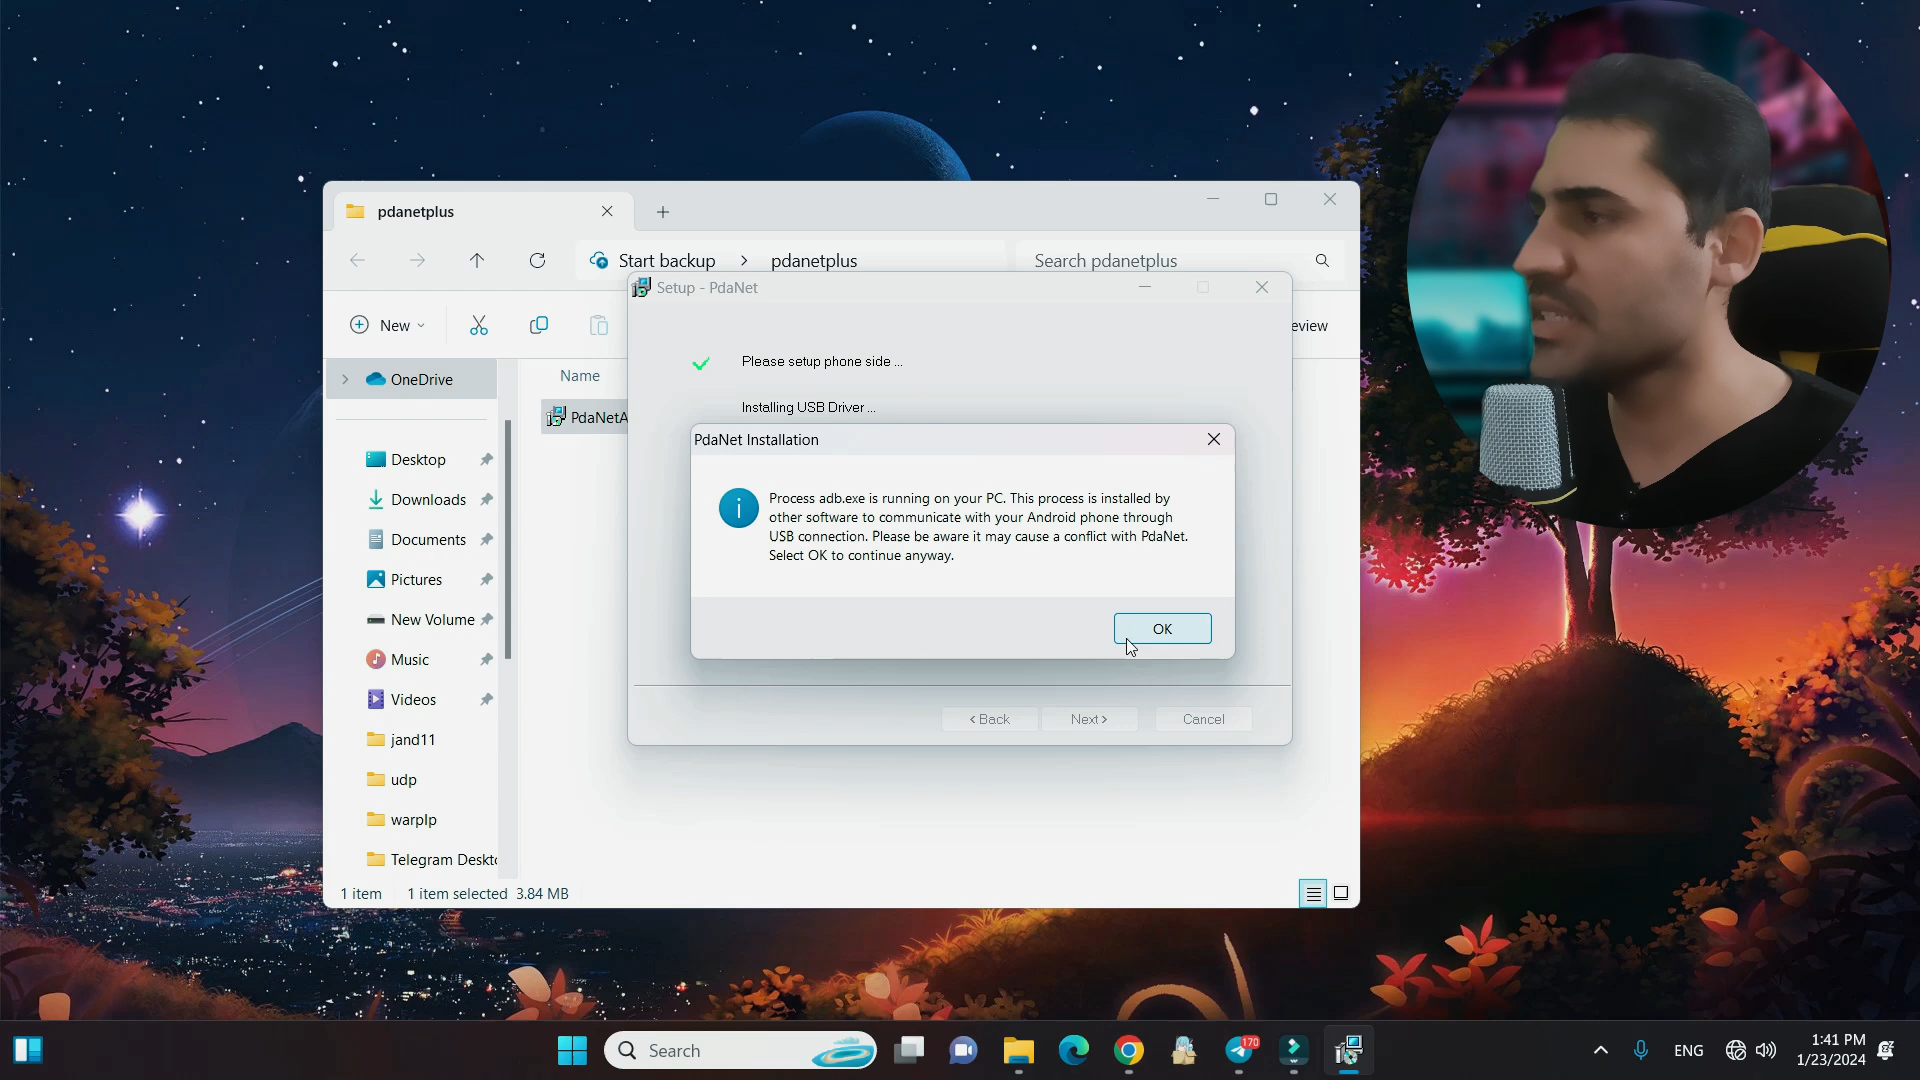 pdanetplus
Start backup
pdanetplus
Search pdanetplus
New
Setup - PdaNet
eview
OneDrive
Name
PdaNetA
Please setup phone side ...
Installing USB Driver ...
PdaNet Installation
Process adb.exe is running on your PC. This process is installed by
other software to communicate with your Android phone through
USB connection. Please be aware it may cause a conflict with PdaNet.
Select OK to continue anyway.
OK
< Back
Next >
Cancel
Desktop
Downloads
Documents
Pictures
New Volume
Music
Videos
jand11
udp
warpIp
Telegram Deskto
1 item
1 item selected 3.84 MB
Search
170
ENG
1:41 PM
1/23/2024